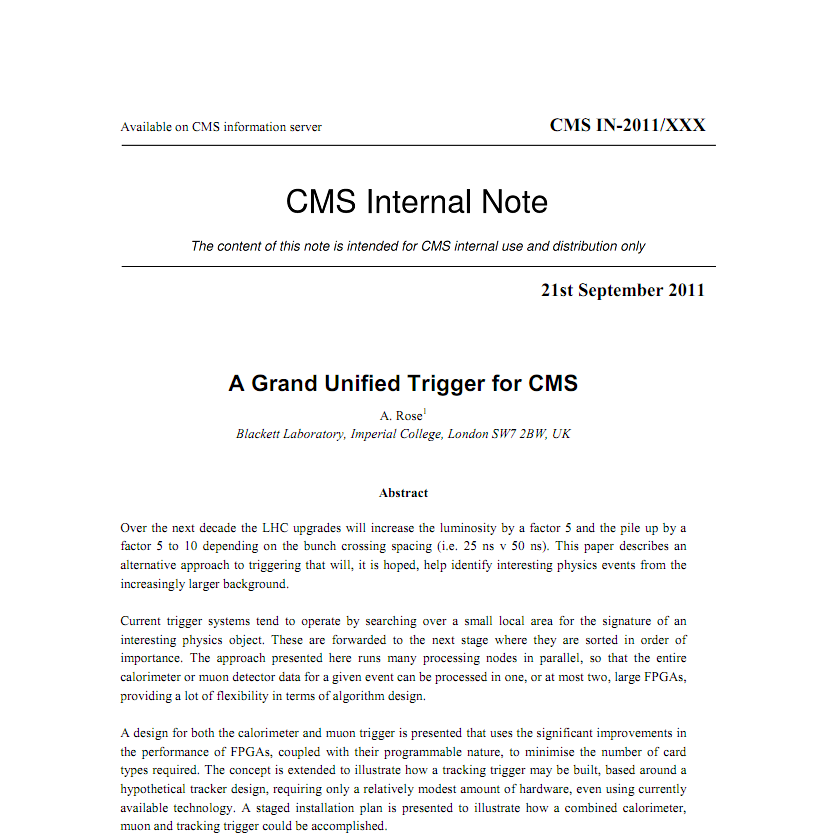 Available on CMS information server
CMS IN-2011/XXX
CMS Internal Note
The content of this note is intended for CMS internal use and distribution only
21st September 2011
A Grand Unified Trigger for CMS
A. Rose1
Blackett Laboratory, Imperial College, London SW7 2BW, UK
Abstract
Over the next decade the LHC upgrades will increase the luminosity by a factor 5 and the pile up by a
factor 5 to 10 depending on the bunch crossing spacing (i.e. 25 ns v 50 ns). This paper describes an
alternative approach to triggering that will, it is hoped, help identify interesting physics events from the
increasingly larger background.
Current trigger systems tend to operate by searching over a small local area for the signature of an
interesting physics object. These are forwarded to the next stage where they are sorted in order of
importance. The approach presented here runs many processing nodes in parallel, so that the entire
calorimeter or muon detector data for a given event can be processed in one, or at most two, large FPGAs,
providing a lot of flexibility in terms of algorithm design.
A design for both the calorimeter and muon trigger is presented that uses the significant improvements in
the performance of FPGAs, coupled with their programmable nature, to minimise the number of card
types required. The concept is extended to illustrate how a tracking trigger may be built, based around a
hypothetical tracker design, requiring only a relatively modest amount of hardware, even using currently
available technology. A staged installation plan is presented to illustrate how a combined calorimeter,
muon and tracking trigger could be accomplished.